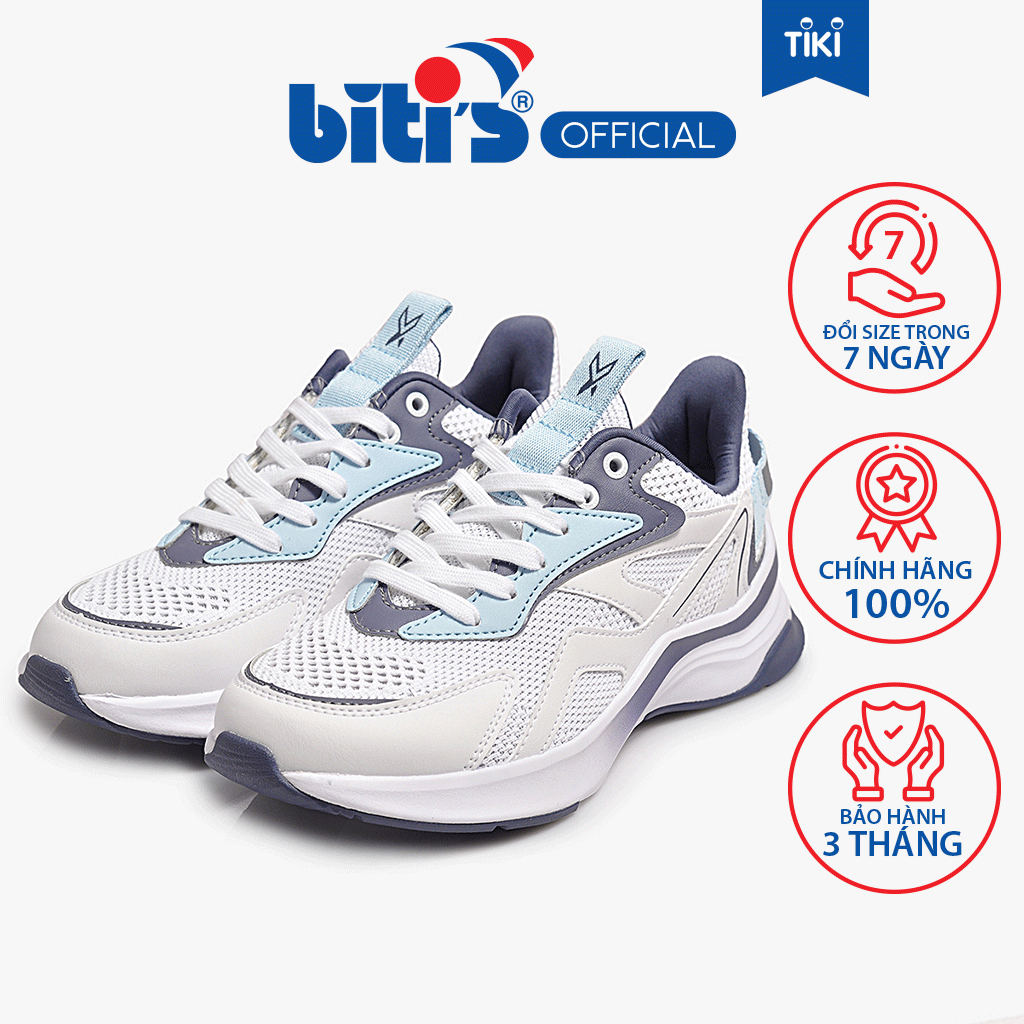 TIKI
biti's®
OFFICIAL
7
ĐỔI SIZE TRONG
7 NGÀY
CHÍNH HÃNG
100%
BẢO HÀNH
3 THÁNG